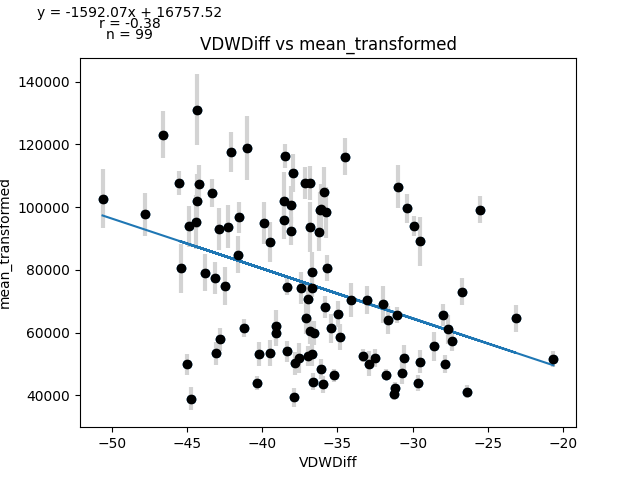 y = -1592.07x + 16757.52
r = -0.38
n = 99
VDWDiff vs mean_transformed
mean_transformed
140000
120000
100000
80000
60000
40000
−50
−45
−40
−35
−30
−25
−20
VDWDiff